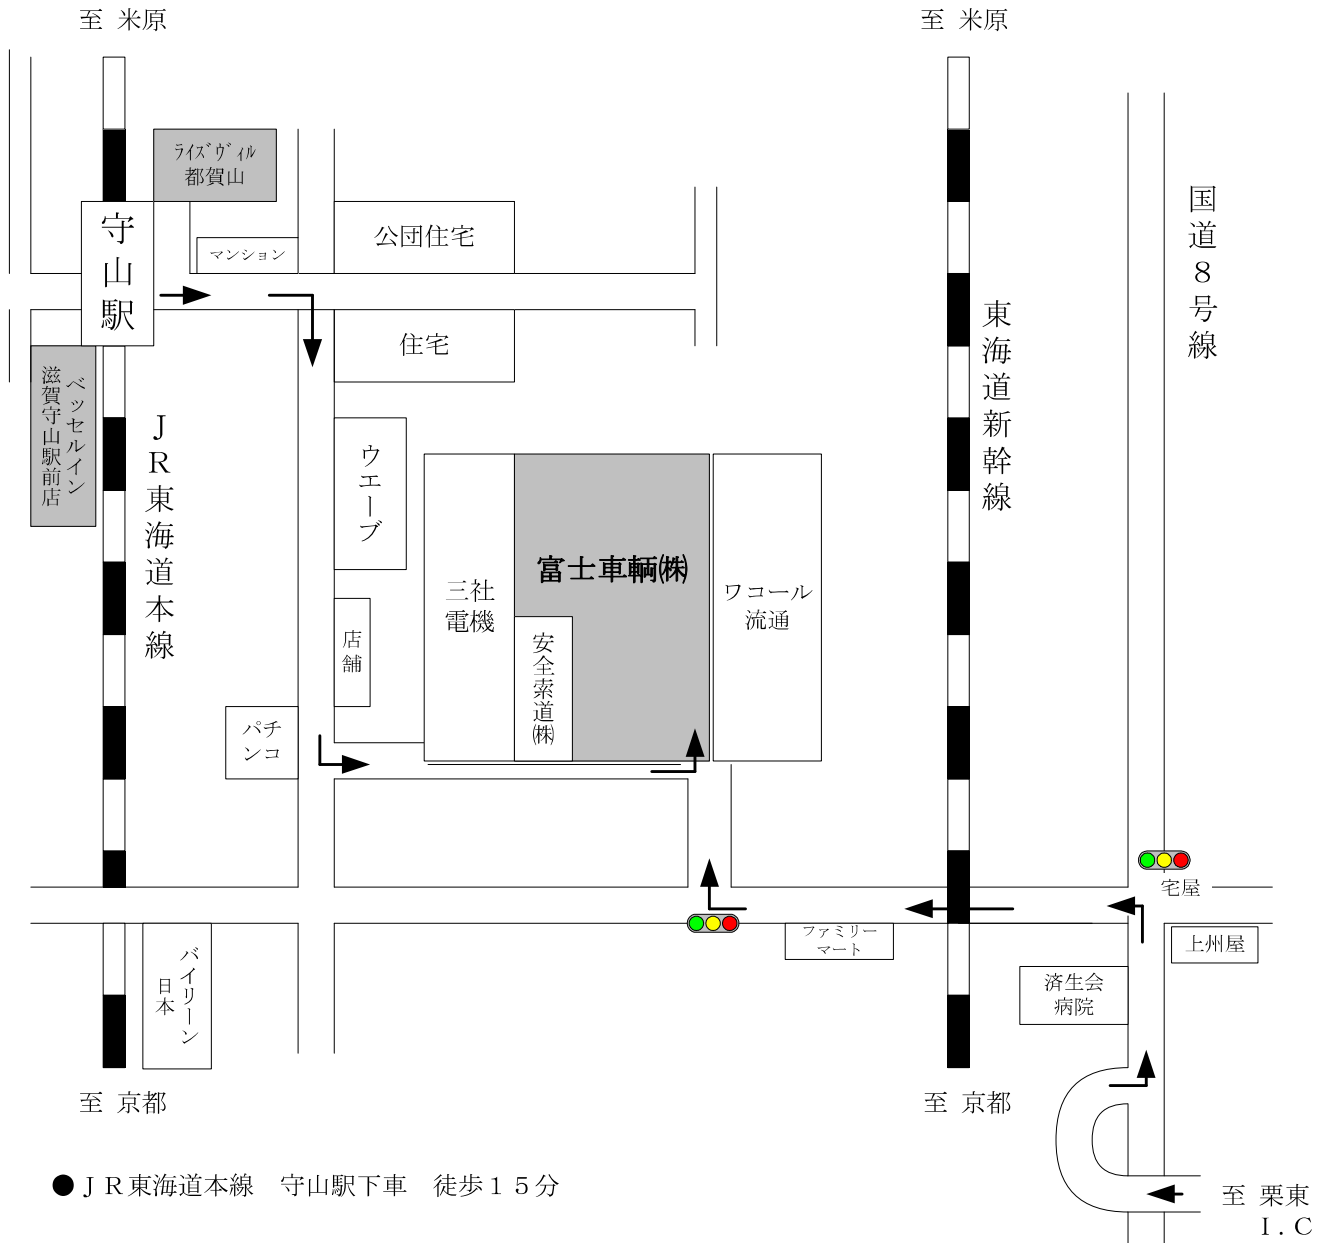 至 米原
至 米原
ﾗｲｽﾞｳﾞｨﾙ
都賀山
守山駅
マンション
公団住宅
国道８号線
住宅
東海道新幹線
ベッセルイン
滋賀守山駅前店
ＪＲ東海道本線
ウエーブ
三社
電機
富士車輌㈱
ワコール
流通
店
舗
安全索道㈱
パチ
ンコ
宅屋
ファミリー
マート
上州屋
バイリーン
日本
済生会
病院
至 京都
至 京都
●ＪＲ東海道本線　守山駅下車　徒歩１５分
至 栗東
Ｉ.Ｃ